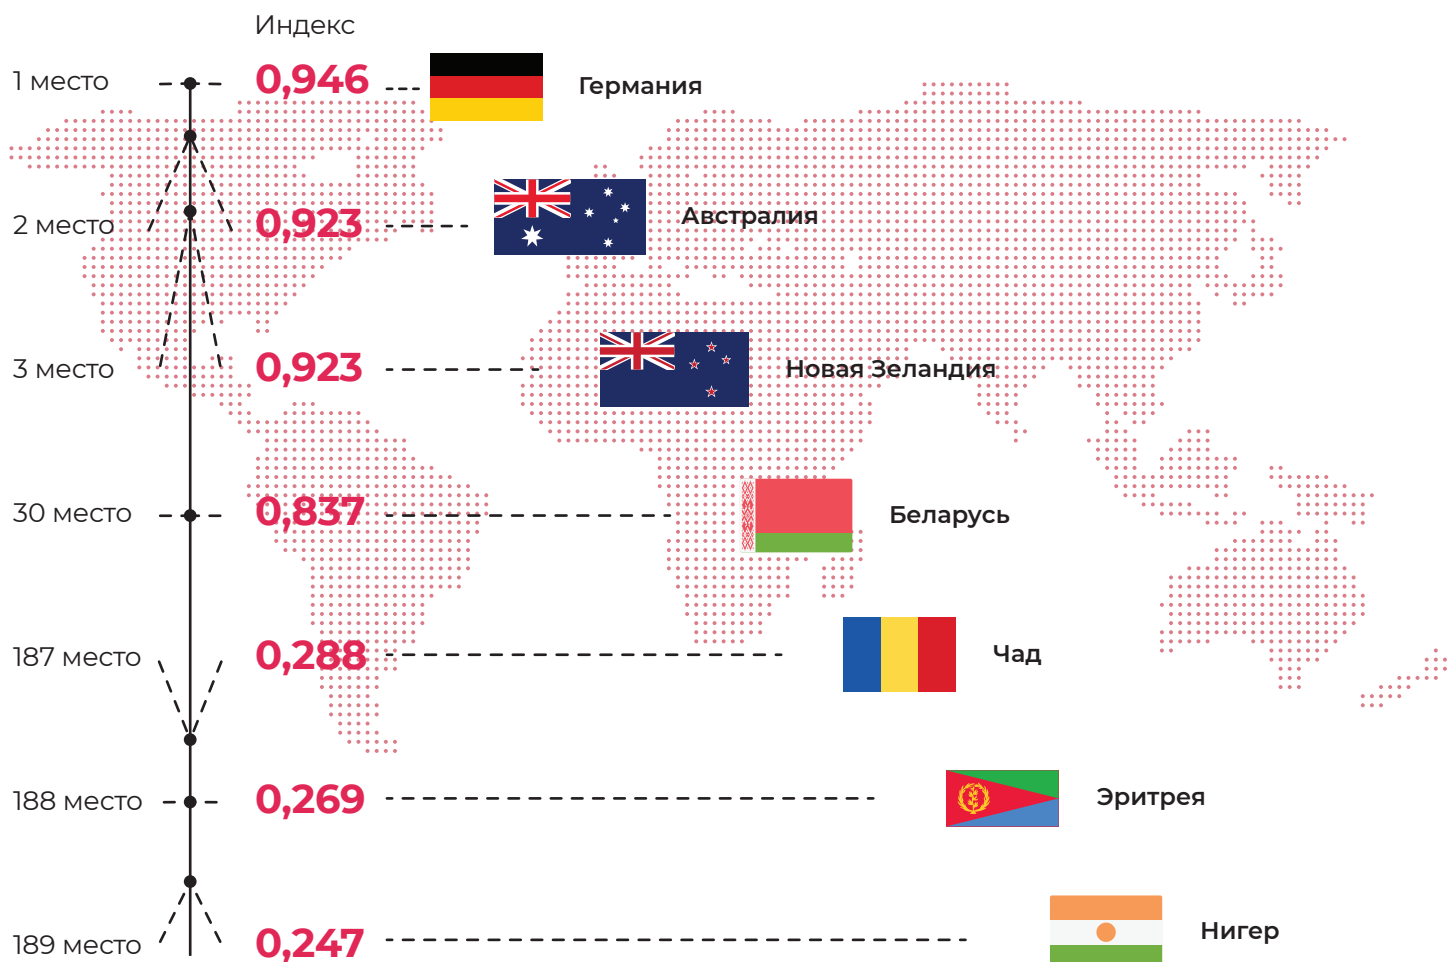 Индекс
1 место 0,946 Германия
2 место 0,923 Австралия
3 место 0,923 Новая Зеландия
30 место 0,837 Беларусь
187 место 0,288 Чад
188 место 0,269 Эритрея
189 место 0,247 Нигер